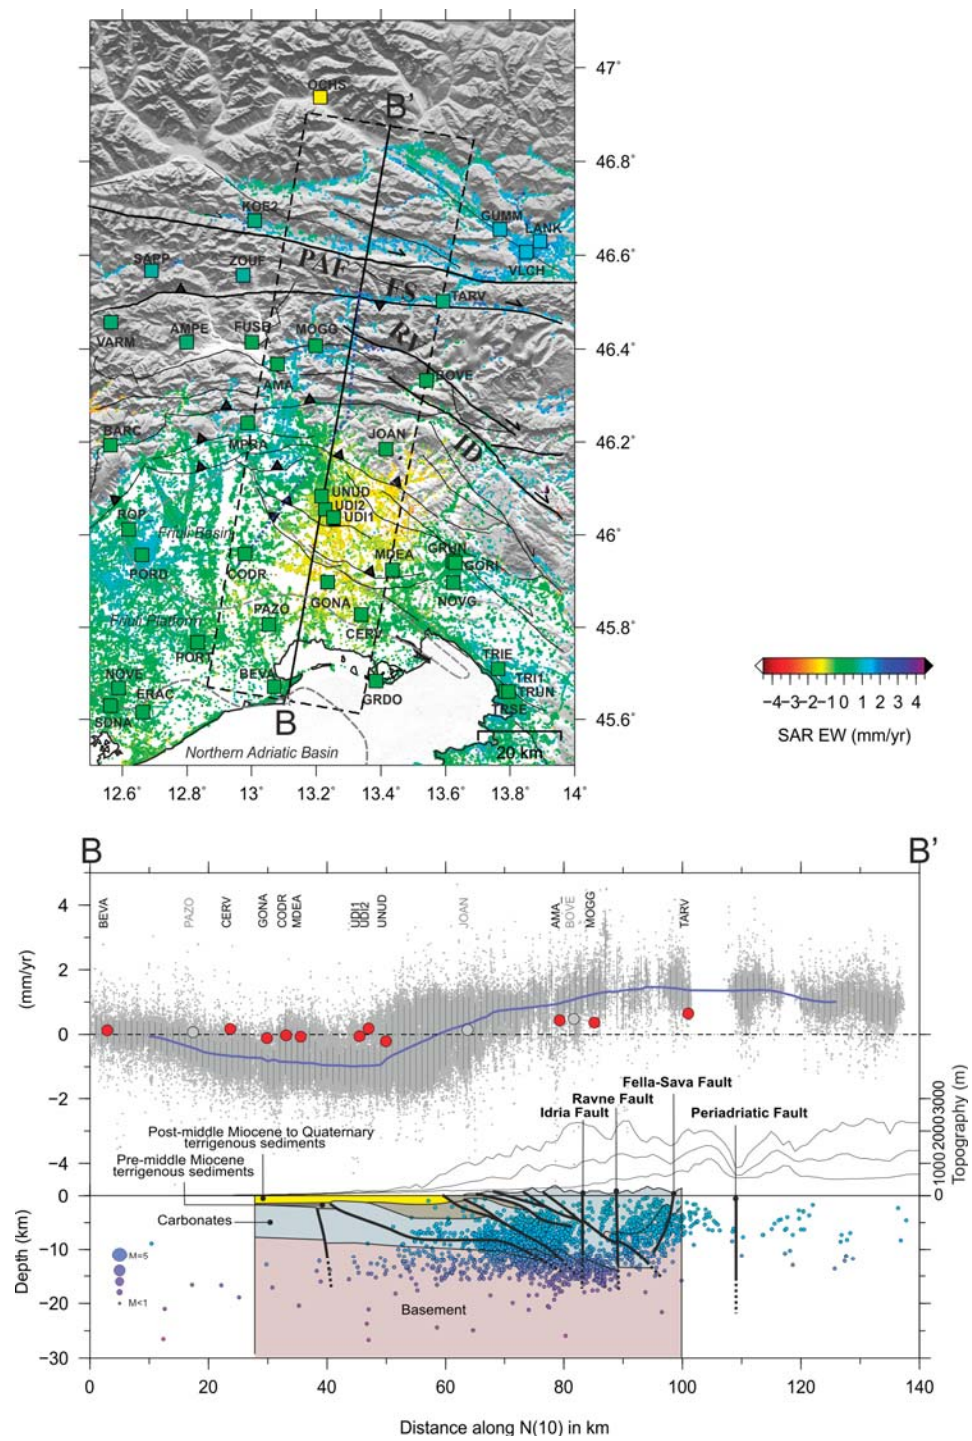 OCHS
B'
47°
46.8°
KOE2
GUMM
LANK
46.6°
SAPP
ZOUF
PAF
VLCH
FS
TARV
VARM
AMPE
FUSE
MOGG
RV
46.4°
AMA
BOVE
BARC
MPRA
JOAN
ID
46.2°
UNUD
UDI2
UDI1
ROP
Friuli Basin
46°
PORD
CODR
MDEA
GRUN
GORI
PAZO
GONA
NOVG
Friuli Platform
CERV
45.8°
PORT
NOVE
BEVA
TRIE
ERAC
GRDO
TRI1
TRUN
SDNA
B
RSE
45.6°
Northern Adriatic Basin
20 km
12.6° 12.8° 13° 13.2° 13.4° 13.6° 13.8° 14°
−4−3−2−1 0 1 2 3 4
SAR EW (mm/yr)
B
B'
BEVA
PAZO
CERV
GONA
CODR
MDEA
UDI1
UDI2
UNUD
JOAN
AMA_
BOVE
MOGG
TARV
4
2
0
−2
−4
(mm/yr)
Fella-Sava Fault
Ravne Fault
Idria Fault
Periadriatic Fault
Post-middle Miocene to Quaternary
terrigenous sediments
Pre-middle Miocene
terrigenous sediments
Carbonates
Basement
M=5
M<1
0
−10
−20
−30
Depth (km)
3000
2000
1000
0
Topography (m)
0 20 40 60 80 100 120 140
Distance along N(10) in km